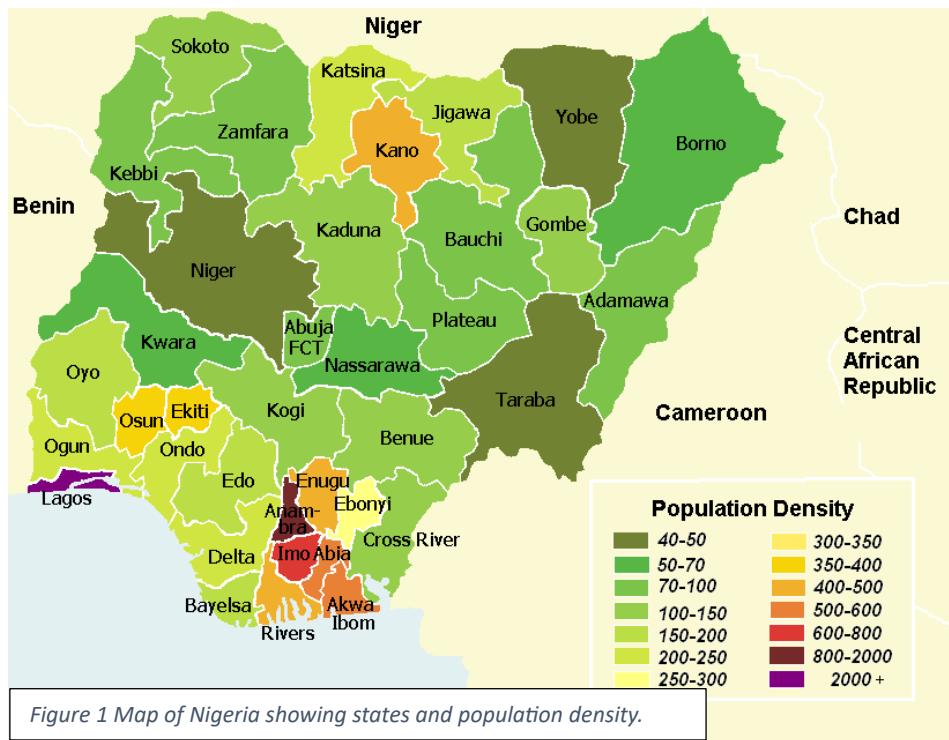 Niger
Sokoto
Katsina
Jigawa
Yobe
Borno
Zamfara
Kano
Kebbi
Benin
Chad
Kaduna
Gombe
Bauchi
Niger
Adamawa
Abuja
FCT
Plateau
Kwara
Nassarawa
Central
African
Republic
Oyo
Taraba
Cameroon
Kogi
Osun
Ekiti
Benue
Ogun
Ondo
Edo
Enugu
Lagos
Ebonyi
Anam-
bra
Cross River
Delta
Imo
Abia
Bayelsa
Akwa
Ibom
Rivers
Population Density
40-50
50-70
70-100
100-150
150-200
200-250
250-300
300-350
350-400
400-500
500-600
600-800
800-2000
2000 +
Figure 1 Map of Nigeria showing states and population density.